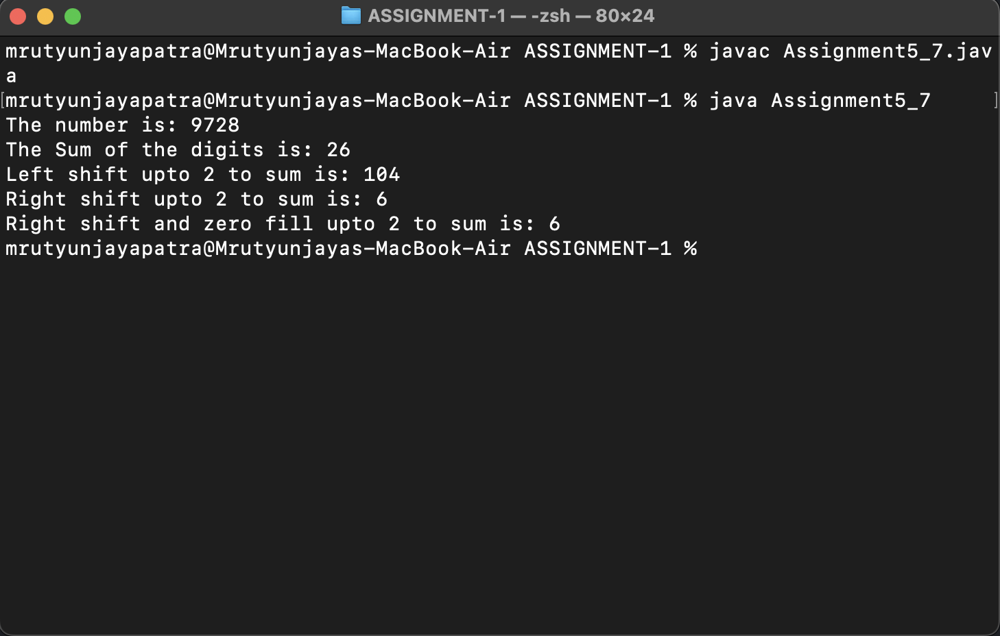 ASSIGNMENT-1 — -zsh — 80×24
mrutyunjayapatra@Mrutyunjayas-MacBook-Air ASSIGNMENT-1 % javac Assignment5_7.jav
a
[mrutyunjayapatra@Mrutyunjayas-MacBook-Air ASSIGNMENT-1 % java Assignment5_7 ]
The number is: 9728
The Sum of the digits is: 26
Left shift upto 2 to sum is: 104
Right shift upto 2 to sum is: 6
Right shift and zero fill upto 2 to sum is: 6
mrutyunjayapatra@Mrutyunjayas-MacBook-Air ASSIGNMENT-1 %